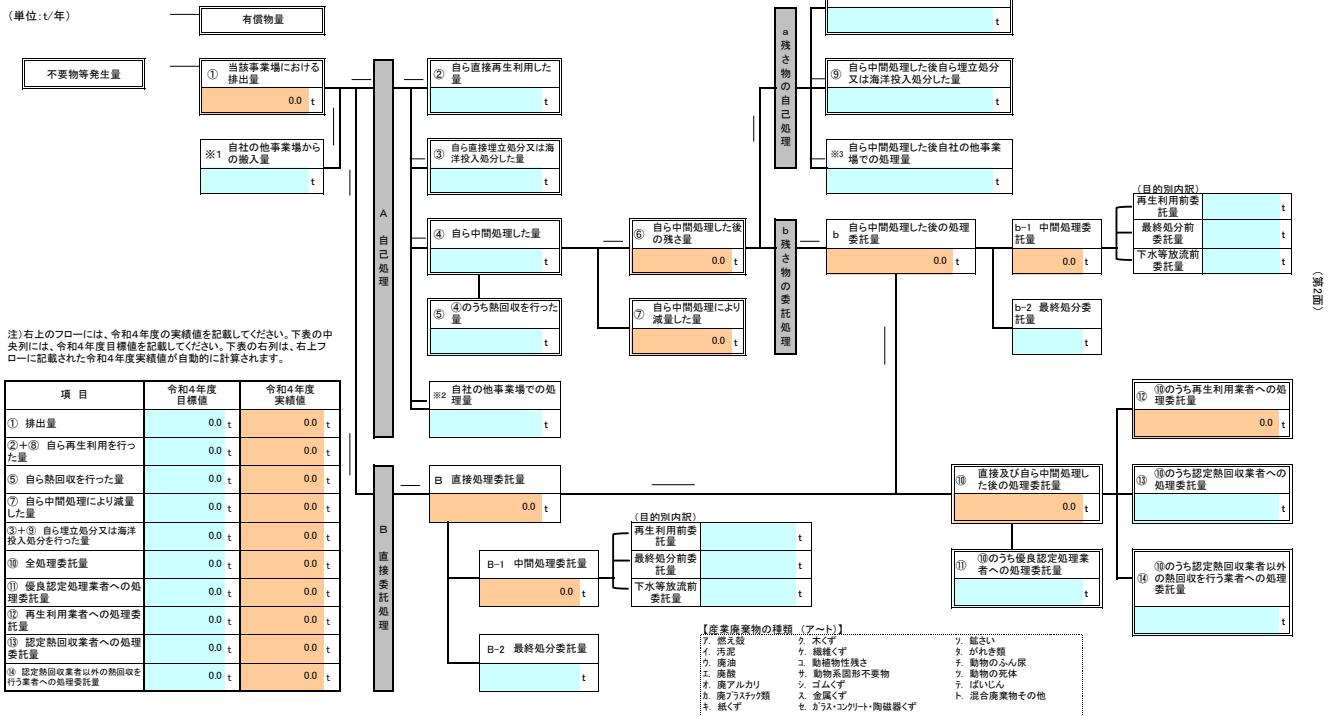 （単位：t/年）
有償物量
不要物等発生量
① 当該事業場における
排出量
0.0 t
※1 自社の他事業場から
の搬入量
t
A
自
己
処
理
② 自ら直接再生利用した
量
t
③ 自ら直接埋立処分又は海
洋投入処分した量
t
④ 自ら中間処理した量
t
⑤ ④のうち熱回収を行った
量
t
※2 自社の他事業場での処
理量
t
⑥ 自ら中間処理した後
の残さ量
0.0 t
⑦ 自ら中間処理により
減量した量
0.0 t
a
残
さ
物
の
自
己
処
理
t
⑨ 自ら中間処理した後自ら埋立処分
又は海洋投入処分した量
t
※3 自ら中間処理した後自社の他事業
場での処理量
t
b
残
さ
物
の
委
託
処
理
b 自ら中間処理した後の処理
委託量
0.0 t
b-1 中間処理委
託量
0.0 t
（目的別内訳）
再生利用前委
託量
t
最終処分前
委託量
t
下水等放流前
委託量
t
b-2 最終処分委
託量
t
（第2面）
注）右上のフローには、令和4年度の実績値を記載してください。下表の中
央列には、令和4年度目標値を記載してください。下表の右列は、右上フ
ローに記載された令和4年度実績値が自動的に計算されます。
項 目 令和4年度
目標値 令和4年度
実績値
① 排出量 0.0 t 0.0 t
②＋⑧ 自ら再生利用を行っ
た量 0.0 t 0.0 t
⑤ 自ら熱回収を行った量 0.0 t 0.0 t
⑦ 自ら中間処理により減量
した量 0.0 t 0.0 t
③＋⑨ 自ら埋立処分又は海洋
投入処分を行った量 0.0 t 0.0 t
⑩ 全処理委託量 0.0 t 0.0 t
⑪ 優良認定処理業者への処
理委託量 0.0 t 0.0 t
⑫ 再生利用業者への処理委
託量 0.0 t 0.0 t
⑬ 認定熱回収業者への処理
委託量 0.0 t 0.0 t
⑭ 認定熱回収業者以外の熱回収を
行う業者への処理委託量 0.0 t 0.0 t
B
直
接
委
託
処
理
B 直接処理委託量
0.0 t
B-1 中間処理委託量
0.0 t
（目的別内訳）
再生利用前委
託量
t
最終処分前委
託量
t
下水等放流前
委託量
t
B-2 最終処分委託量
t
⑩ 直接及び自ら中間処理し
た後の処理委託量
0.0 t
⑪ ⑩のうち優良認定処理業
者への処理委託量
t
⑫ ⑩のうち再生利用業者への処
理委託量
0.0 t
⑬ ⑩のうち認定熱回収業者への
処理委託量
t
⑭ ⑩のうち認定熱回収業者以外
の熱回収を行う業者への処理
委託量
t
【産業廃棄物の種類 （ア～ト）】
ア．燃え殻 ク．木くず ソ．鉱さい
イ．汚泥 ケ．繊維くず タ．がれき類
ウ．廃油 コ．動植物性残さ チ．動物のふん尿
エ．廃酸 サ．動物系固形不要物 ツ．動物の死体
オ．廃アルカリ シ．ゴムくず テ．ばいじん
カ．廃プラスチック類 ス．金属くず ト．混合廃棄物その他
キ．紙くず セ．ガラス・コンクリート・陶磁器くず